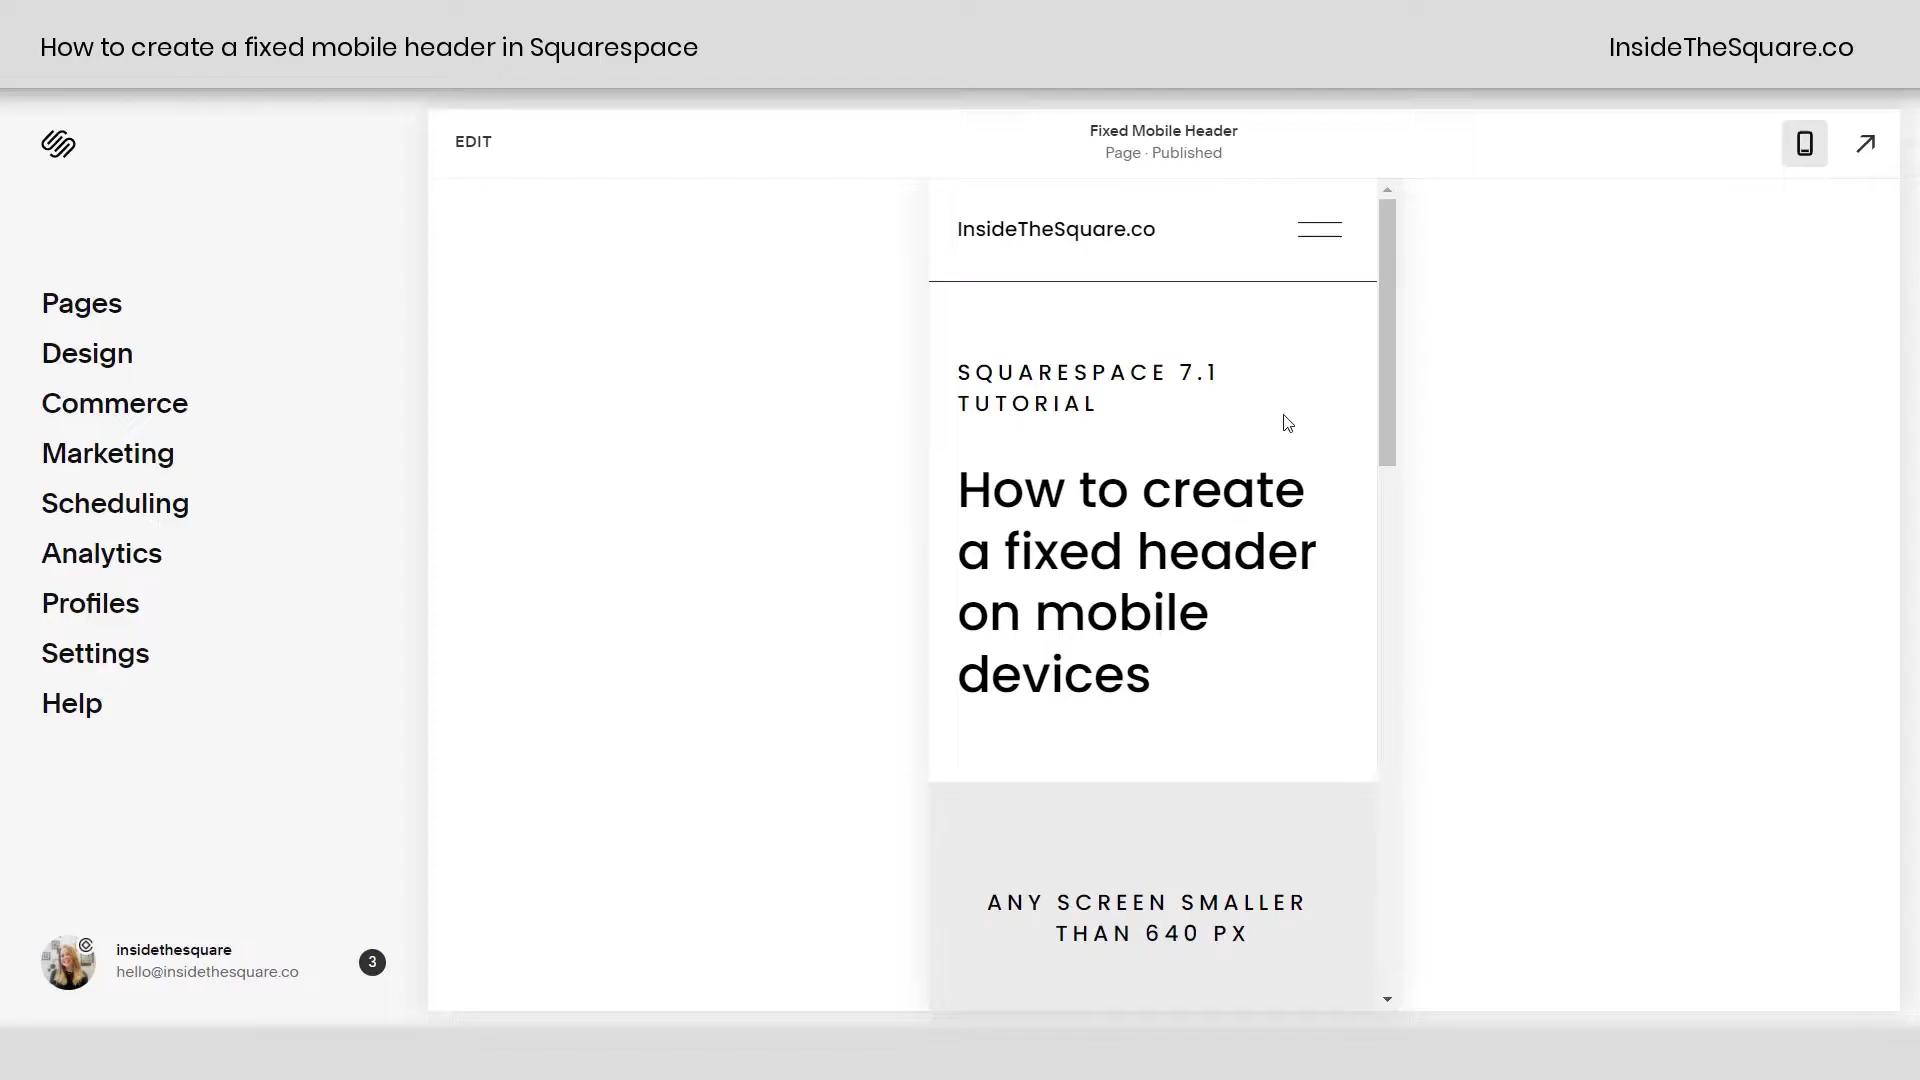 How to create a fixed mobile header in Squarespace
InsideTheSquare.co
EDIT
Fixed Mobile Header
Page · Published
Pages
Design
Commerce
Marketing
Scheduling
Analytics
Profiles
Settings
Help
insidethesquare
hello@insidethesquare.co
3
InsideTheSquare.co
SQUARESPACE 7.1
TUTORIAL
How to create
a fixed header
on mobile
devices
ANY SCREEN SMALLER
THAN 640 PX